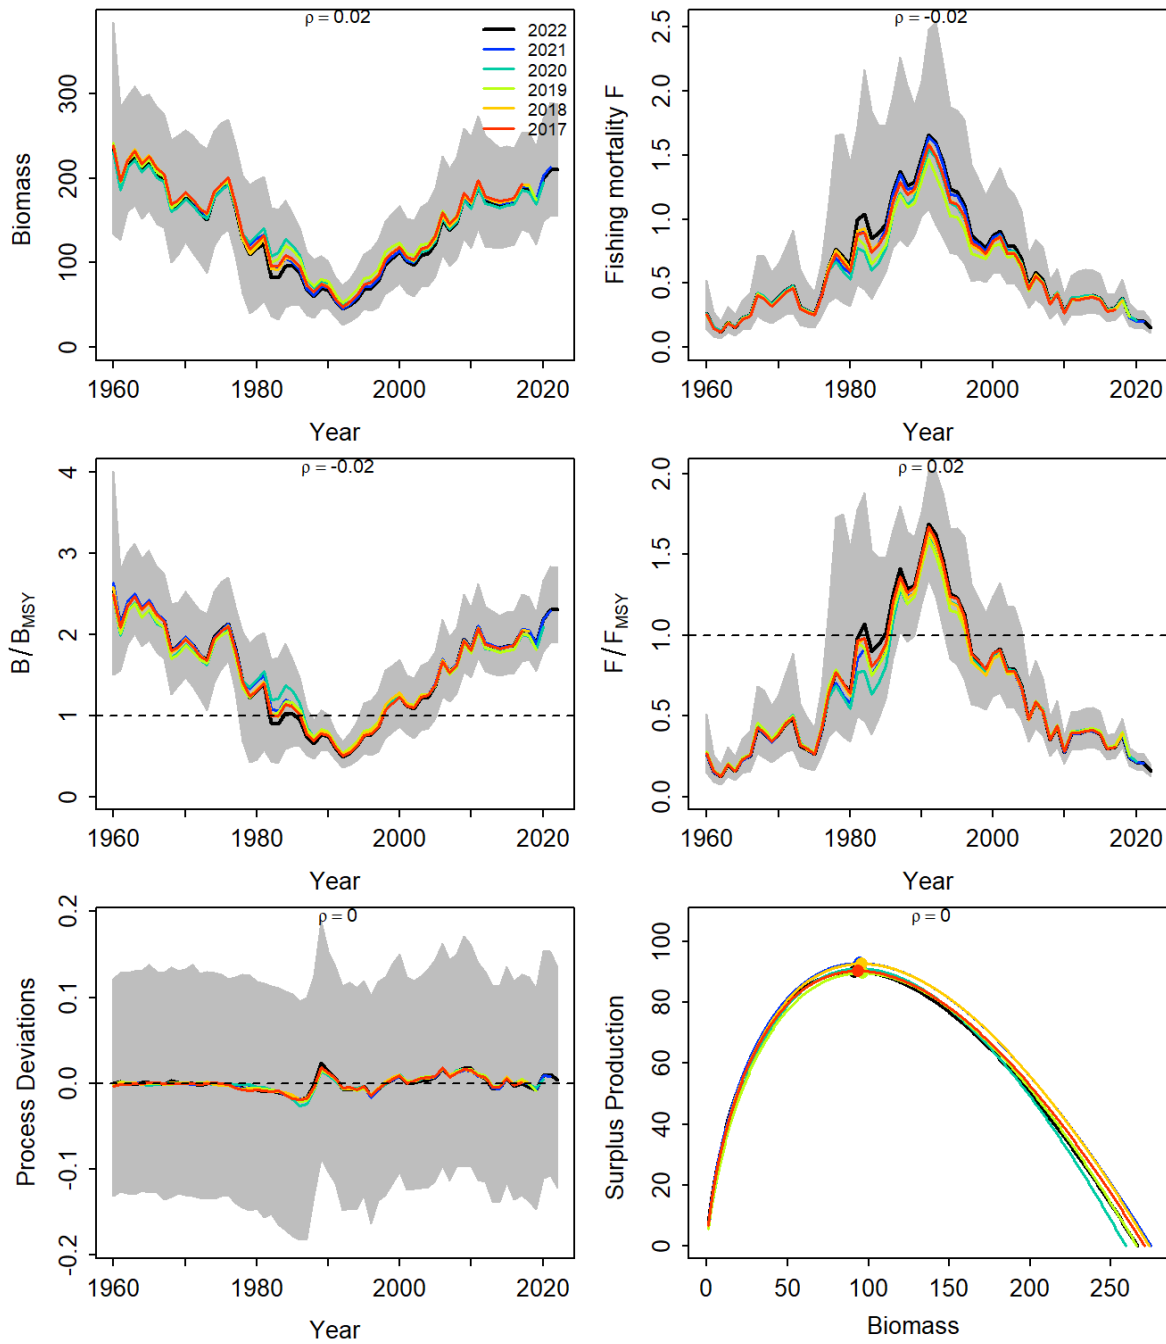 ρ = 0.02
2022
2021
2020
2019
2018
2017
Biomass
0 100 200 300 400
1960 1980 2000 2020
Year
ρ = -0.02
Fishing mortality F
0.0 0.5 1.0 1.5 2.0 2.5
1960 1980 2000 2020
Year
ρ = -0.02
B/BMSY
0 1 2 3 4
1960 1980 2000 2020
Year
ρ = 0.02
F/FMSY
0.0 0.5 1.0 1.5 2.0
1960 1980 2000 2020
Year
ρ = 0
Process Deviations
-0.2 -0.1 0.0 0.1 0.2
1960 1980 2000 2020
Year
ρ = 0
Surplus Production
0 20 40 60 80 100
0 50 100 150 200 250
Biomass